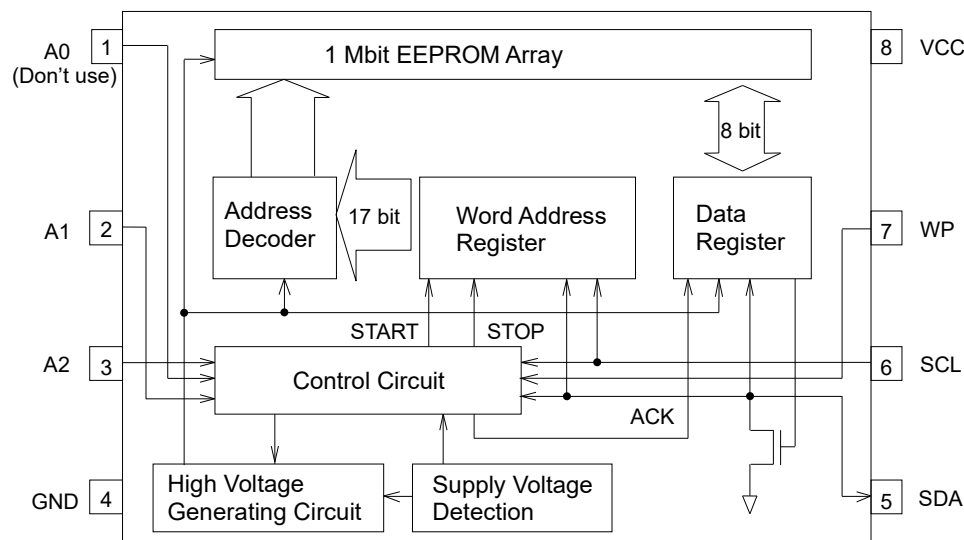 1 Mbit EEPROM Array
A0
(Don't use)
1
8
VCC
8 bit
A1
2
Address
Decoder
17 bit
Word Address
Register
Data
Register
7
WP
START
STOP
A2
3
Control Circuit
6
SCL
ACK
GND
4
High Voltage
Generating Circuit
Supply Voltage
Detection
5
SDA